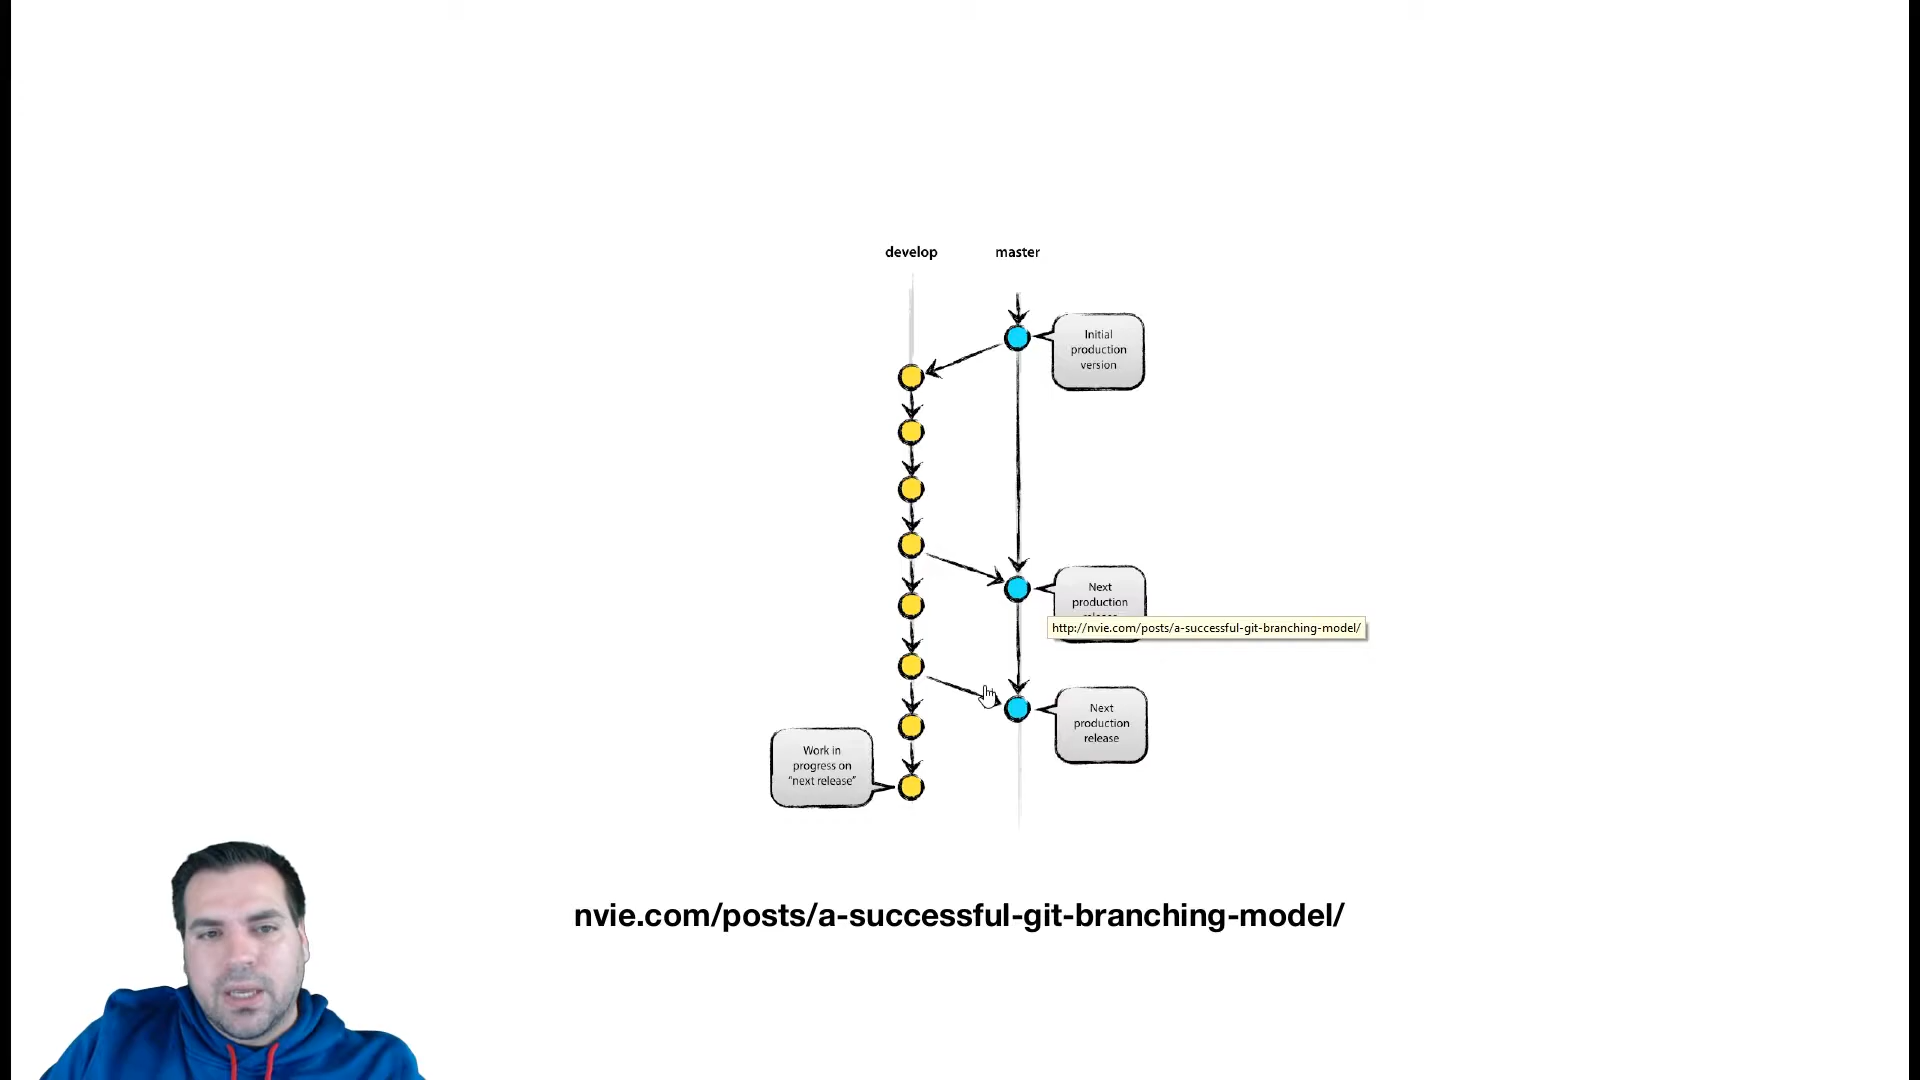 develop
master
Initial
production
version
Next
production
http://nvie.com/posts/a-successful-git-branching-model/
Next
production
release
Work in
progress on
“next release”
nvie.com/posts/a-successful-git-branching-model/